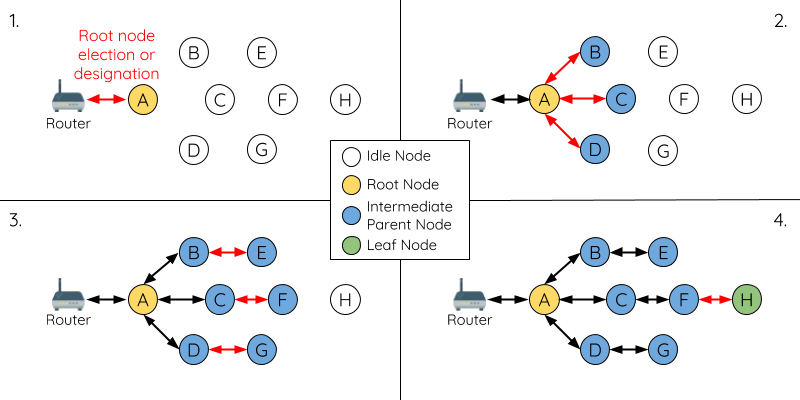 1.
Root node
election or
designation
B
E
A
C
F
H
Router
D
G
2.
B
E
A
C
F
H
Router
D
G
Idle Node
Root Node
Intermediate
Parent Node
Leaf Node
3.
B
E
A
C
F
H
Router
D
G
4.
B
E
A
C
F
H
Router
D
G